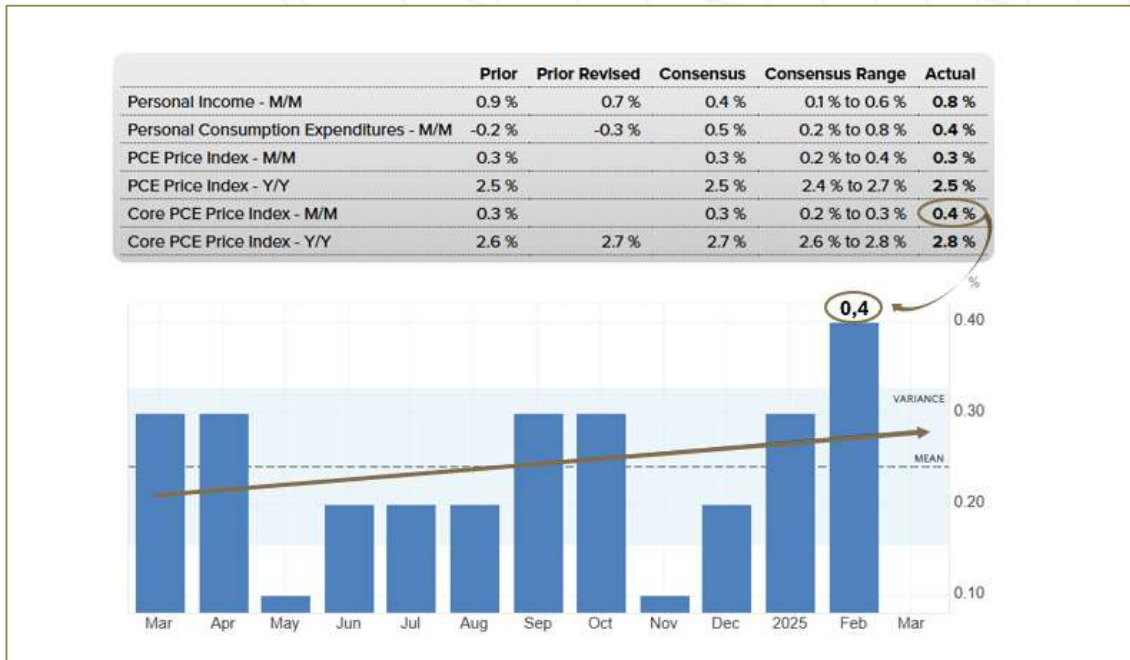 Prior Prior Revised Consensus Consensus Range Actual
Personal Income - M/M 0.9 % 0.7 % 0.4 % 0.1 % to 0.6 % 0.8 %
Personal Consumption Expenditures - M/M -0.2 % -0.3 % 0.5 % 0.2 % to 0.8 % 0.4 %
PCE Price Index - M/M 0.3 % 0.3 % 0.2 % to 0.4 % 0.3 %
PCE Price Index - Y/Y 2.5 % 2.5 % 2.4 % to 2.7 % 2.5 %
Core PCE Price Index - M/M 0.3 % 0.3 % 0.2 % to 0.3 % 0.4 %
Core PCE Price Index - Y/Y 2.6 % 2.7 % 2.7 % 2.6 % to 2.8 % 2.8 %
%
0,4
0.40
VARIANCE
0.30
MEAN
0.20
0.10
Mar Apr May Jun Jul Aug Sep Oct Nov Dec 2025 Feb Mar